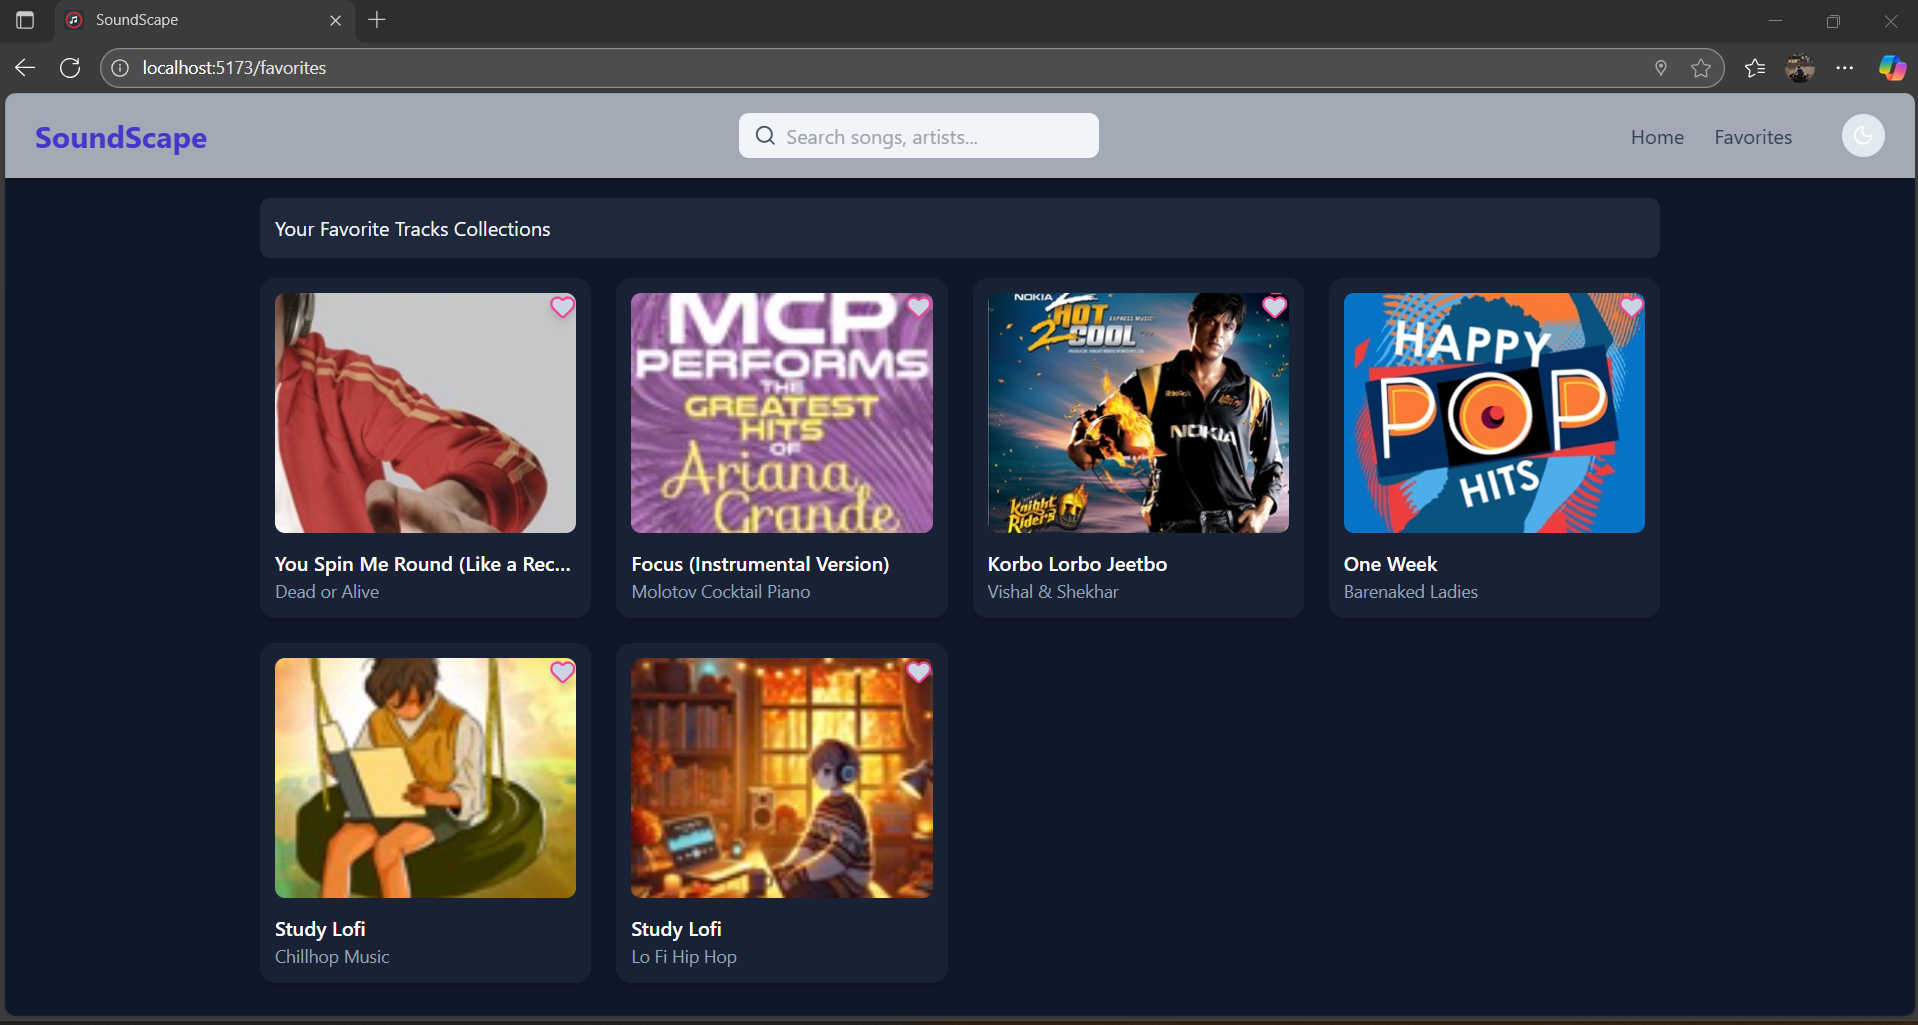 SoundScape
localhost:5173/favorites
SoundScape
Search songs, artists...
Home
Favorites
Your Favorite Tracks Collections
MCP
PERFORMS
THE
GREATEST
HITS
OF
Ariana
Grande
NOKIA
HOT
2
COOL
EXPRESS MUSIC
Reebok
NOKIA
Knight
Riders
HAPPY
POP
HITS
You Spin Me Round (Like a Rec...
Dead or Alive
Focus (Instrumental Version)
Molotov Cocktail Piano
Korbo Lorbo Jeetbo
Vishal & Shekhar
One Week
Barenaked Ladies
Study Lofi
Chillhop Music
Study Lofi
Lo Fi Hip Hop